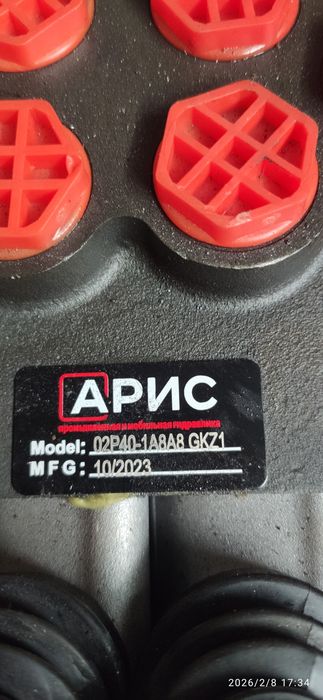 АРИС
промышленная и мобильная гидравлика
Model: 02P40-1A8A8 GKZ1
MFG: 10/2023
2026/2/8 17:34